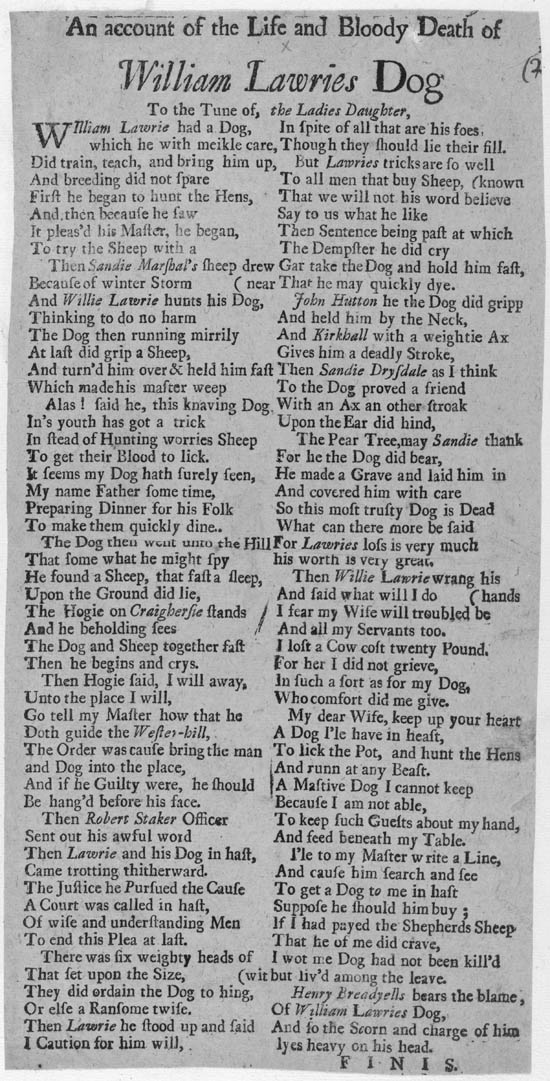 An account of the Life and Bloody Death of
William Lawries Dog
To the Tune of, the Ladies Daughter,
WIlliam Lawrie had a Dog,
which he with meikle care,
Did train, teach, and bring him up,
And breeding did not ſpare
Firſt he began to hunt the Hens,
And, then becauſe he ſaw
It pleas'd his Maſter, he began,
To try the Sheep with a
Then Sandie Marſhal's ſheep drew
Becauſe of winter Storm ( near
And Willie Lawrie hunts his Dog,
Thinking to do no harm
The Dog then running mirrily
At laſt did grip a Sheep,
And turn'd him over & held him faſt
Which made his maſter weep
Alas! ſaid he, this knaving Dog
In's youth has got a trick
In ſtead of Hunting worries Sheep
To get their Blood to lick.
It ſeems my Dog hath ſurely ſeen,
My name Father ſome time,
Preparing Dinner for his Folk
To make them quickly dine..
The Dog then went unto the Hill
That ſome what he might ſpy
He found a Sheep, that faſt a ſleep,
Upon the Ground did lie,
The Hogie on Craigherſie ſtands
And he beholding ſees
The Dog and Sheep together faſt
Then he begins and crys.
Then Hogie ſaid, I will away,
Unto the place I will,
Go tell my Maſter how that he
Doth guide the Weſter-hill,
The Order was cauſe bring the man
and Dog into the place,
And if he Guilty were, he ſhould
Be hang'd before his face.
Then Robert Staker Officer
Sent out his awful word
Then Lawrie and his Dog in haſt,
Came trotting thitherward.
The Juſtice he Purſued the Cauſe
A Court was called in haſt,
Of wiſe and underſtanding Men
To end this Plea at laſt.
There was ſix weighty heads of
That ſet upon the Size, (wit
They did ordain the Dog to hing,
Or elſe a Ranſome twiſe.
Then Lawrie he ſtood up and ſaid
I Caution for him will,
In ſpite of all that are his foes,
Though they ſhould lie their fill.
But Lawries tricks are ſo well
To all men that buy Sheep, (known
That we will not his word believe
Say to us what he like
Then Sentence being paſt at which
The Dempſter he did cry
Gar take the Dog and hold him faſt,
That he may quickly dye.
John Hutton he the Dog did gripp
And held him by the Neck,
And Kirkhall with a weightie Ax
Gives him a deadly Stroke,
Then Sandie Dryſdale as I think
To the Dog proved a friend
With an Ax an other ſtroak
Upon the Ear did hind,
The Pear Tree, may Sandie thank
For he the Dog did bear,
He made a Grave and laid him in
And covered him with care
So this moſt truſty Dog is Dead
What can there more be ſaid
For Lawries loſs is very much
his worth is very great.
Then Willie Lawrie wrang his
And ſaid what will I do (hands
I fear my Wife will troubled be
And all my Servants too.
I loſt a Cow coſt twenty Pound.
For her I did not grieve,
In ſuch a ſort as for my Dog,
Who comfort did me give.
My dear Wife, keep up your heart
A Dog I'le have in heaſt,
To lick the Pot, and hunt the Hens
And runn at any Beaſt.
A Maſtive Dog I cannot keep
Becauſe I am not able,
To keep ſuch Gueſts about my hand,
And feed beneath my Table.
I'le to my Maſter write a Line,
And cauſe him ſearch and ſee
To get a Dog to me in haſt
Suppoſe he ſhould him buy;
If I had payed the Shepherds Sheep
That he of me did crave,
I wot me Dog had not been kill'd
but liv'd among the leave.
Henry Breadyells bears the blame,
Of William Lawries Dog,
And ſo the Scorn and charge of him
lyes heavy on his head.
FINIS.